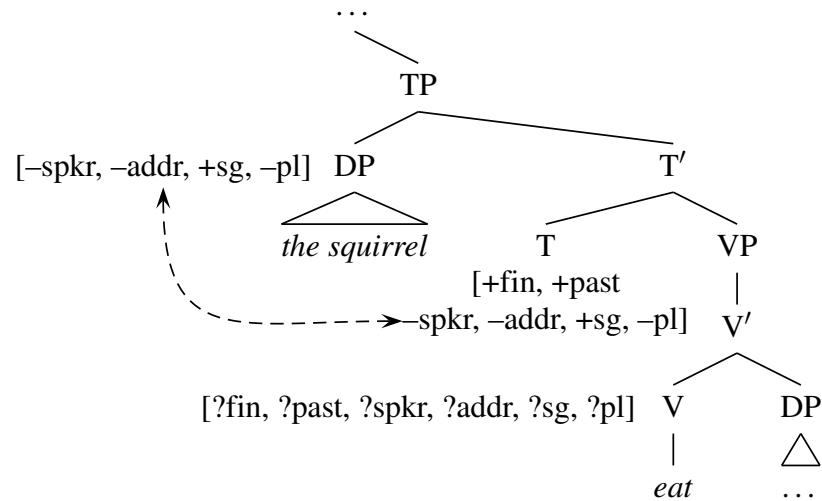 ...
TP
[–spkr, –addr, +sg, –pl] DP T′
the squirrel T VP
[+fin, +past
–spkr, –addr, +sg, –pl] V′
[?fin, ?past, ?spkr, ?addr, ?sg, ?pl] V DP
eat ...